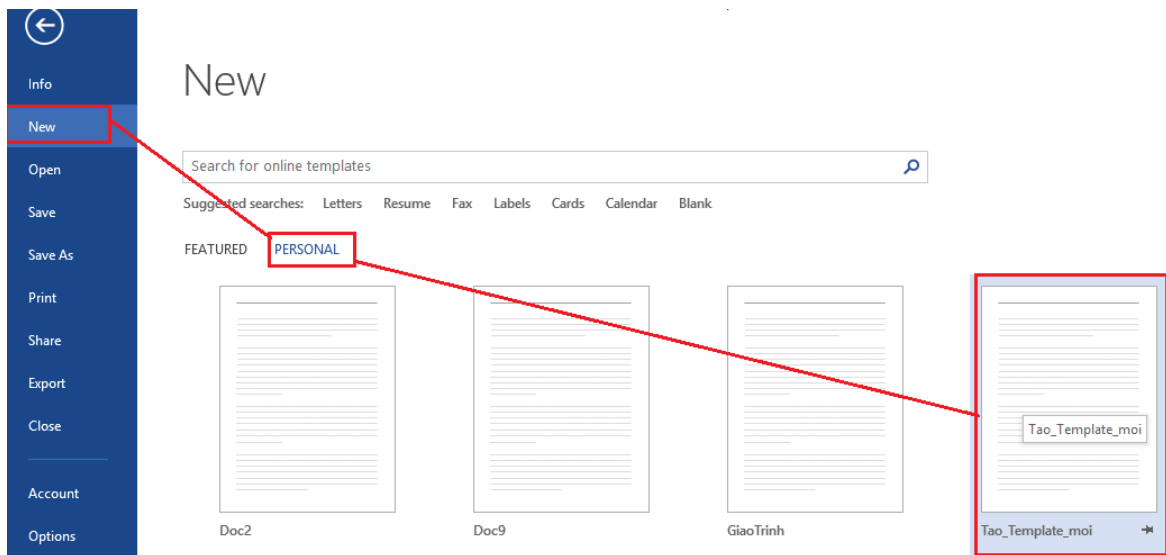 Info
New
Open
Save
Save As
Print
Share
Export
Close
Account
Options
New
Search for online templates
Suggested searches: Letters Resume Fax Labels Cards Calendar Blank
FEATURED PERSONAL
Tao_Template_moi
Doc2 Doc9 GiaoTrinh Tao_Template_moi